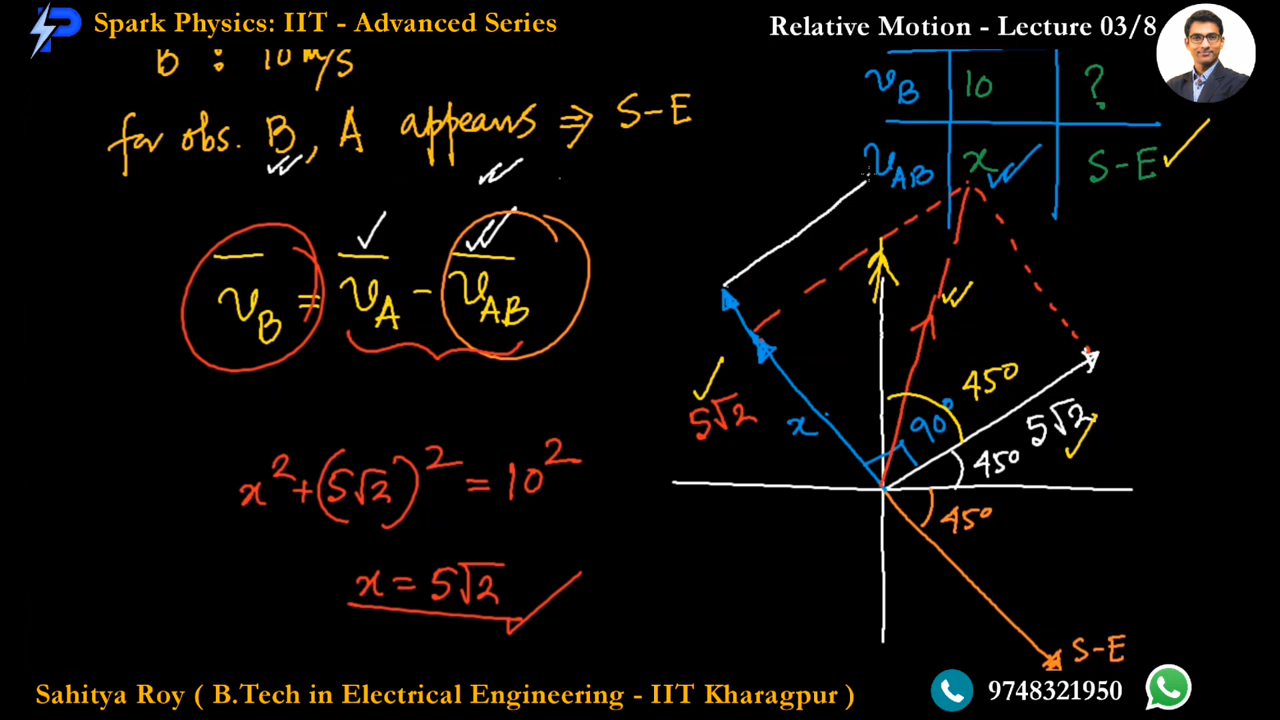 Spark Physics: IIT - Advanced Series
Relative Motion - Lecture 03/8
B : 10 m/s
for obs. B, A appears ⇒ S-E
v_B = v_A - v_AB
x² + (5√2)² = 10²
x = 5√2
v_B 10 ?
v_AB x S-E
5√2
x
90°
45°
5√2
45°
45°
S-E
Sahitya Roy ( B.Tech in Electrical Engineering - IIT Kharagpur )
9748321950